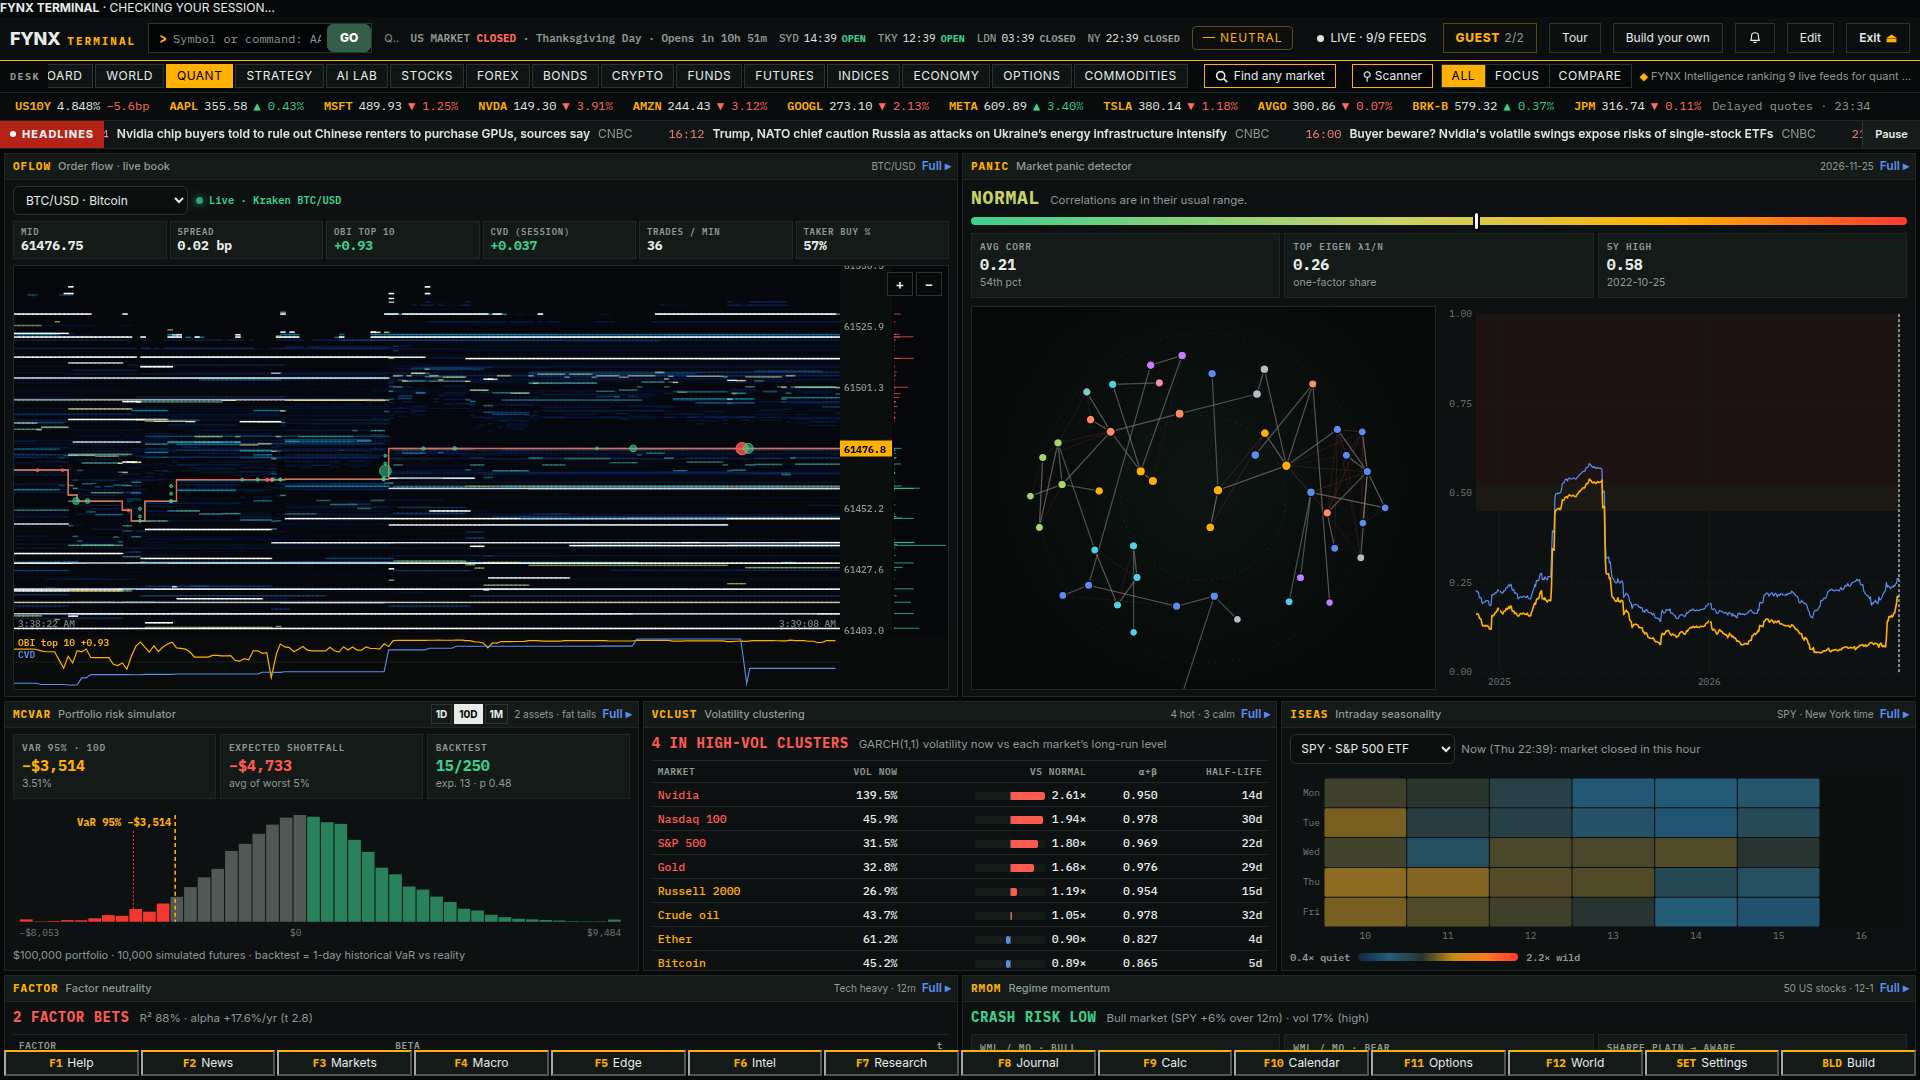 FYNX TERMINAL · CHECKING YOUR SESSION...
FYNX TERMINAL > Symbol or command: AA GO Q.. US MARKET CLOSED · Thanksgiving Day · Opens in 10h 51m SYD 14:39 OPEN TKY 12:39 OPEN LDN 03:39 CLOSED NY 22:39 CLOSED — NEUTRAL LIVE · 9/9 FEEDS GUEST 2/2 Tour Build your own Edit Exit
DESK OARD WORLD QUANT STRATEGY AI LAB STOCKS FOREX BONDS CRYPTO FUNDS FUTURES INDICES ECONOMY OPTIONS COMMODITIES Find any market Scanner ALL FOCUS COMPARE ◆ FYNX Intelligence ranking 9 live feeds for quant ...
US10Y 4.848% −5.6bp AAPL 355.58 ▲ 0.43% MSFT 489.93 ▼ 1.25% NVDA 149.30 ▼ 3.91% AMZN 244.43 ▼ 3.12% GOOGL 273.10 ▼ 2.13% META 609.89 ▲ 3.40% TSLA 380.14 ▼ 1.18% AVGO 300.86 ▼ 0.07% BRK-B 579.32 ▲ 0.37% JPM 316.74 ▼ 0.11% Delayed quotes · 23:34
HEADLINES 1 Nvidia chip buyers told to rule out Chinese renters to purchase GPUs, sources say CNBC 16:12 Trump, NATO chief caution Russia as attacks on Ukraine's energy infrastructure intensify CNBC 16:00 Buyer beware? Nvidia's volatile swings expose risks of single-stock ETFs CNBC Pause
OFLOW Order flow · live book BTC/USD Full ▸
BTC/USD · Bitcoin Live · Kraken BTC/USD
MID SPREAD OBI TOP 10 CVD (SESSION) TRADES / MIN TAKER BUY %
61476.75 0.02 bp +0.93 +0.037 36 57%
+ −
61525.9
61501.3
61476.8
61452.2
61427.6
61403.0
3:38:22 AM 3:39:08 AM
OBI top 10 +0.93
CVD
PANIC Market panic detector 2026-11-25 Full ▸
NORMAL Correlations are in their usual range.
AVG CORR TOP EIGEN λ1/N 5Y HIGH
0.21 0.26 0.58
54th pct one-factor share 2022-10-25
1.00
0.75
0.50
0.25
0.00
2025 2026
MCVAR Portfolio risk simulator 1D 10D 1M 2 assets · fat tails Full ▸
VAR 95% · 10D EXPECTED SHORTFALL BACKTEST
−$3,514 −$4,733 15/250
3.51% avg of worst 5% exp. 13 · p 0.48
VaR 95% −$3,514
−$8,053 $0 $9,484
$100,000 portfolio · 10,000 simulated futures · backtest = 1-day historical VaR vs reality
VCLUST Volatility clustering 4 hot · 3 calm Full ▸
4 IN HIGH-VOL CLUSTERS GARCH(1,1) volatility now vs each market's long-run level
MARKET VOL NOW VS NORMAL α+β HALF-LIFE
Nvidia 139.5% 2.61× 0.950 14d
Nasdaq 100 45.9% 1.94× 0.978 30d
S&P 500 31.5% 1.80× 0.969 22d
Gold 32.8% 1.68× 0.976 29d
Russell 2000 26.9% 1.19× 0.954 15d
Crude oil 43.7% 1.05× 0.978 32d
Ether 61.2% 0.90× 0.827 4d
Bitcoin 45.2% 0.89× 0.865 5d
ISEAS Intraday seasonality SPY · New York time Full ▸
SPY · S&P 500 ETF Now (Thu 22:39): market closed in this hour
Mon
Tue
Wed
Thu
Fri
10 11 12 13 14 15 16
0.4× quiet 2.2× wild
FACTOR Factor neutrality Tech heavy · 12m Full ▸
2 FACTOR BETS R² 88% · alpha +17.6%/yr (t 2.8)
FACTOR BETA t
RMOM Regime momentum 50 US stocks · 12-1 Full ▸
CRASH RISK LOW Bull market (SPY +6% over 12m) · vol 17% (high)
WML / MO · BULL WML / MO · BEAR SHARPE PLAIN → AWARE
F1 Help F2 News F3 Markets F4 Macro F5 Edge F6 Intel F7 Research F8 Journal F9 Calc F10 Calendar F11 Options F12 World SET Settings BLD Build